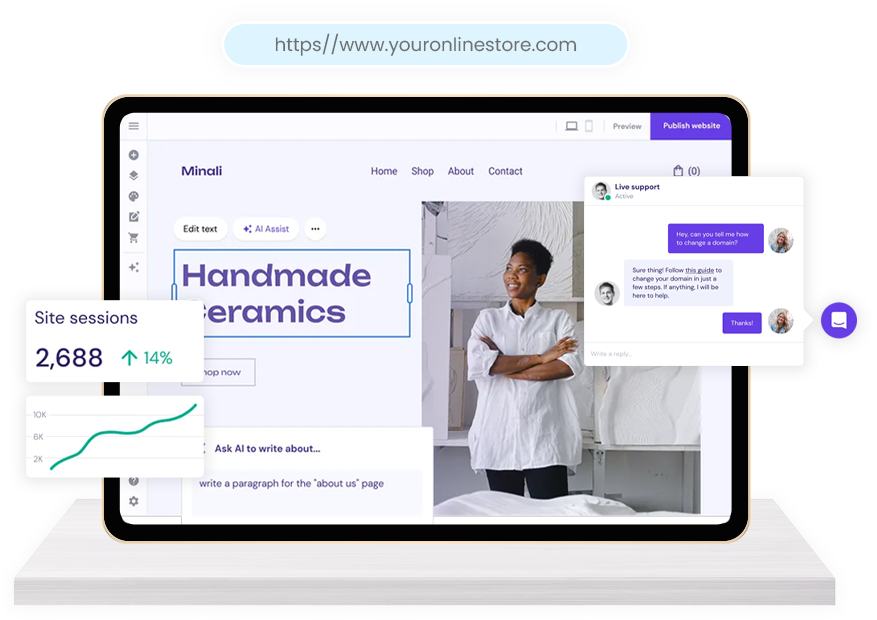 https//www.youronlinestore.com
Preview
Publish website
Minali
Home
Shop
About
Contact
(0)
Live support
Active
Hey, can you tell me how
to change a domain?
Sure thing! Follow this guide to
change your domain in just a
few steps. If anything, I will be
here to help.
Thanks!
Write a reply...
Edit text
AI Assist
Handmade
Ceramics
hop now
Site sessions
2,688
14%
10K
6K
2K
Ask AI to write about...
write a paragraph for the "about us" page